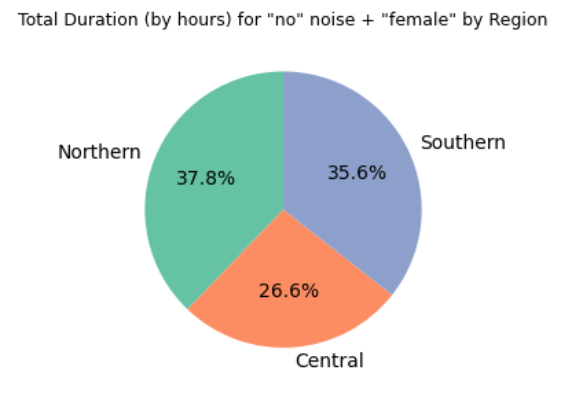 Total Duration (by hours) for "no" noise + "female" by Region
Northern
37.8%
Southern
35.6%
26.6%
Central